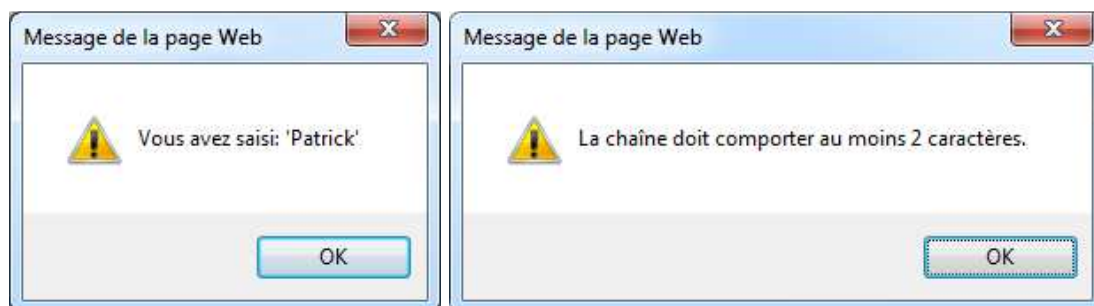 Message de la page Web
Vous avez saisi: 'Patrick'
OK
Message de la page Web
La chaîne doit comporter au moins 2 caractères.
OK